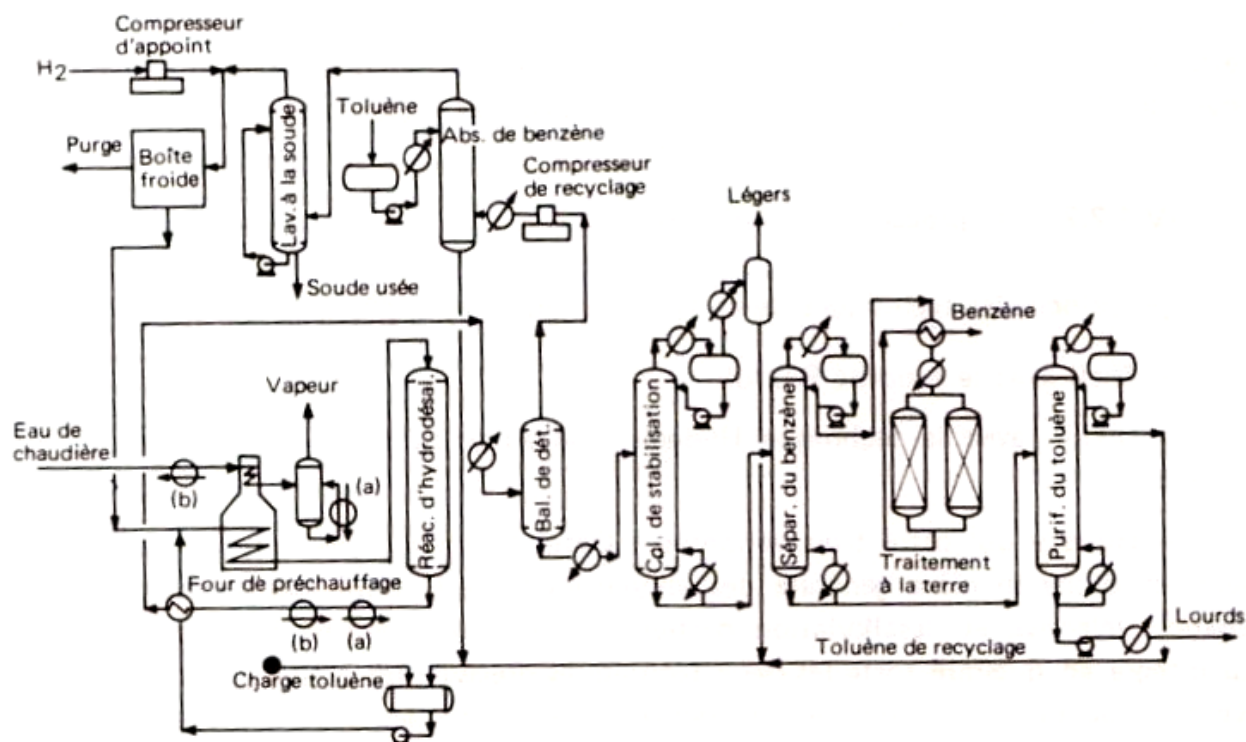 Compresseur
d'appoint
H2
Purge
Boîte
froide
Lav. à la soude
Soude usée
Toluène
Abs. de benzène
Compresseur
de recyclage
Légers
Benzène
Vapeur
Eau de
chaudière
(b)
(a)
Réac. d'hydrodésal.
Bal. de dét.
Col. de stabilisation
Sépar. du benzène
Traitement
à la terre
Purif. du toluène
Four de préchauffage
(b)
(a)
Lourds
Toluène de recyclage
Charge toluène